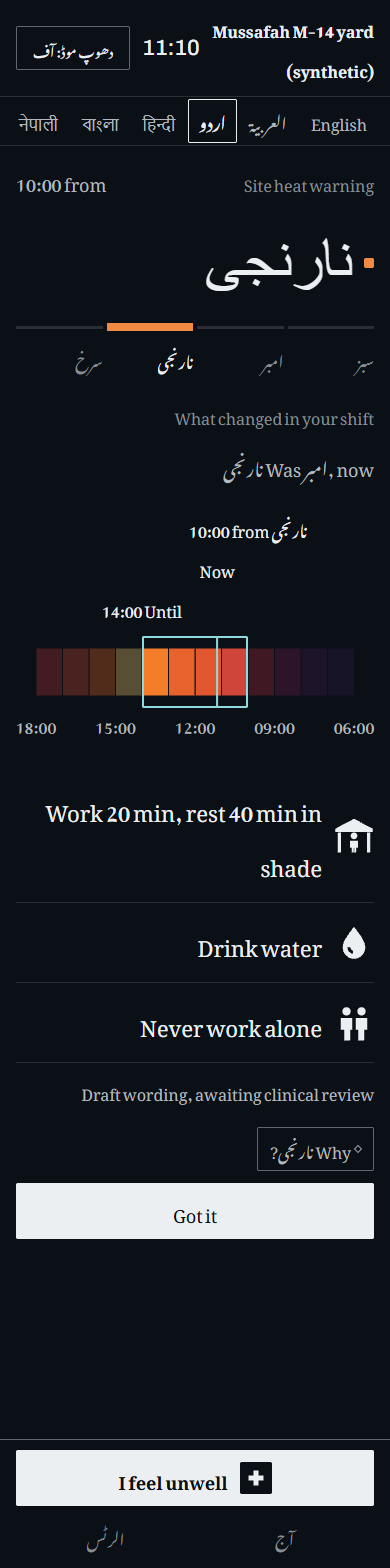 Mussafah M-14 yard (synthetic)
11:10
دھوپ موڈ: آف
English
العربية
اردو
हिन्दी
বাংলা
नेपाली
Site heat warning
10:00 from
نارنجی
سبز
امبر
نارنجی
سرخ
What changed in your shift
Was امبر, now نارنجی
10:00 from نارنجی
Now
14:00 Until
06:00
09:00
12:00
15:00
18:00
Work 20 min, rest 40 min in
shade
Drink water
Never work alone
Draft wording, awaiting clinical review
Why نارنجی?
Got it
I feel unwell
آج
الرٹس